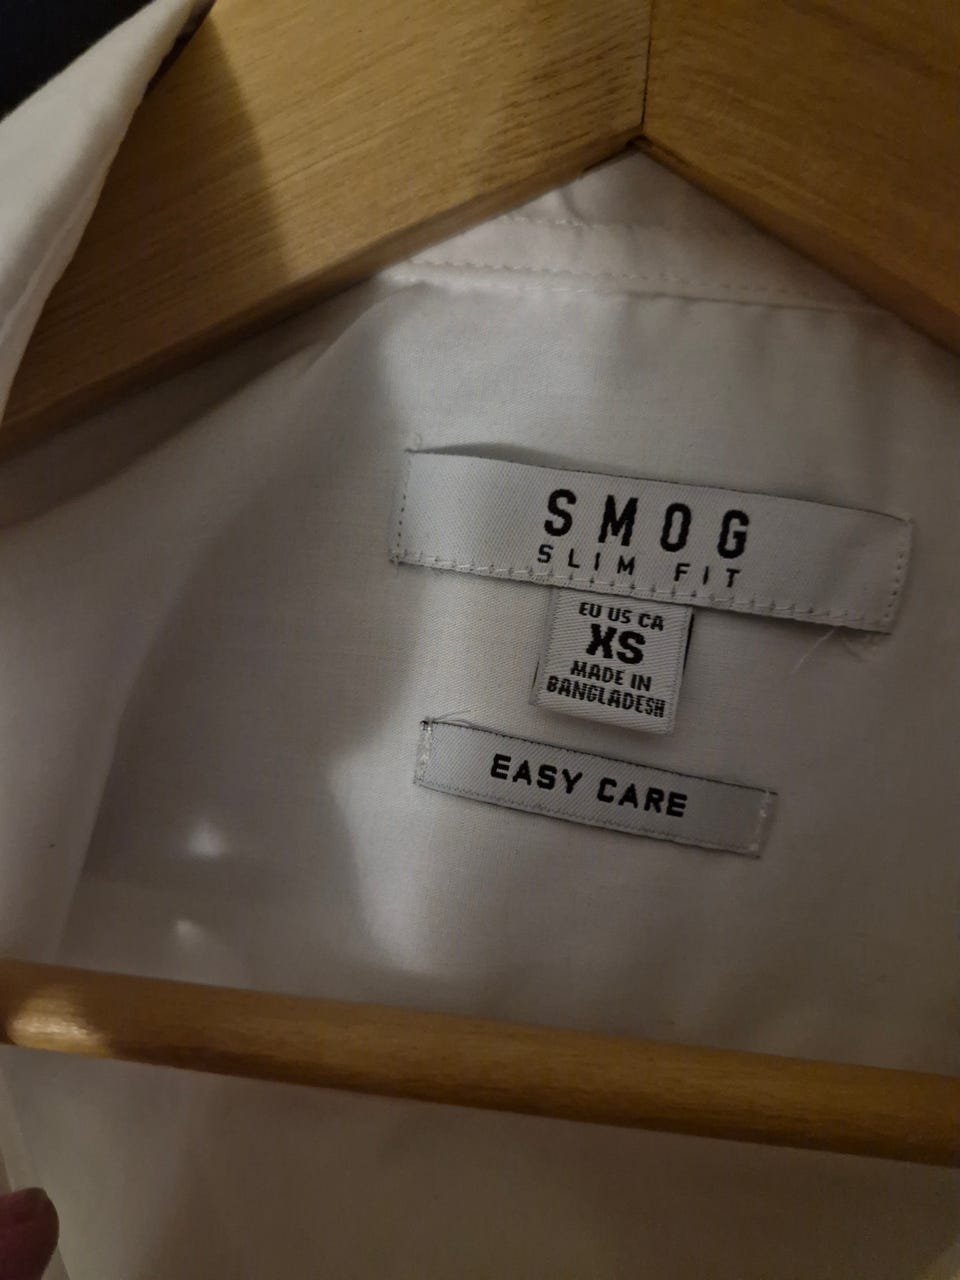 SMOG
SLIM FIT
EU US CA
XS
MADE IN
BANGLADESH
EASY CARE